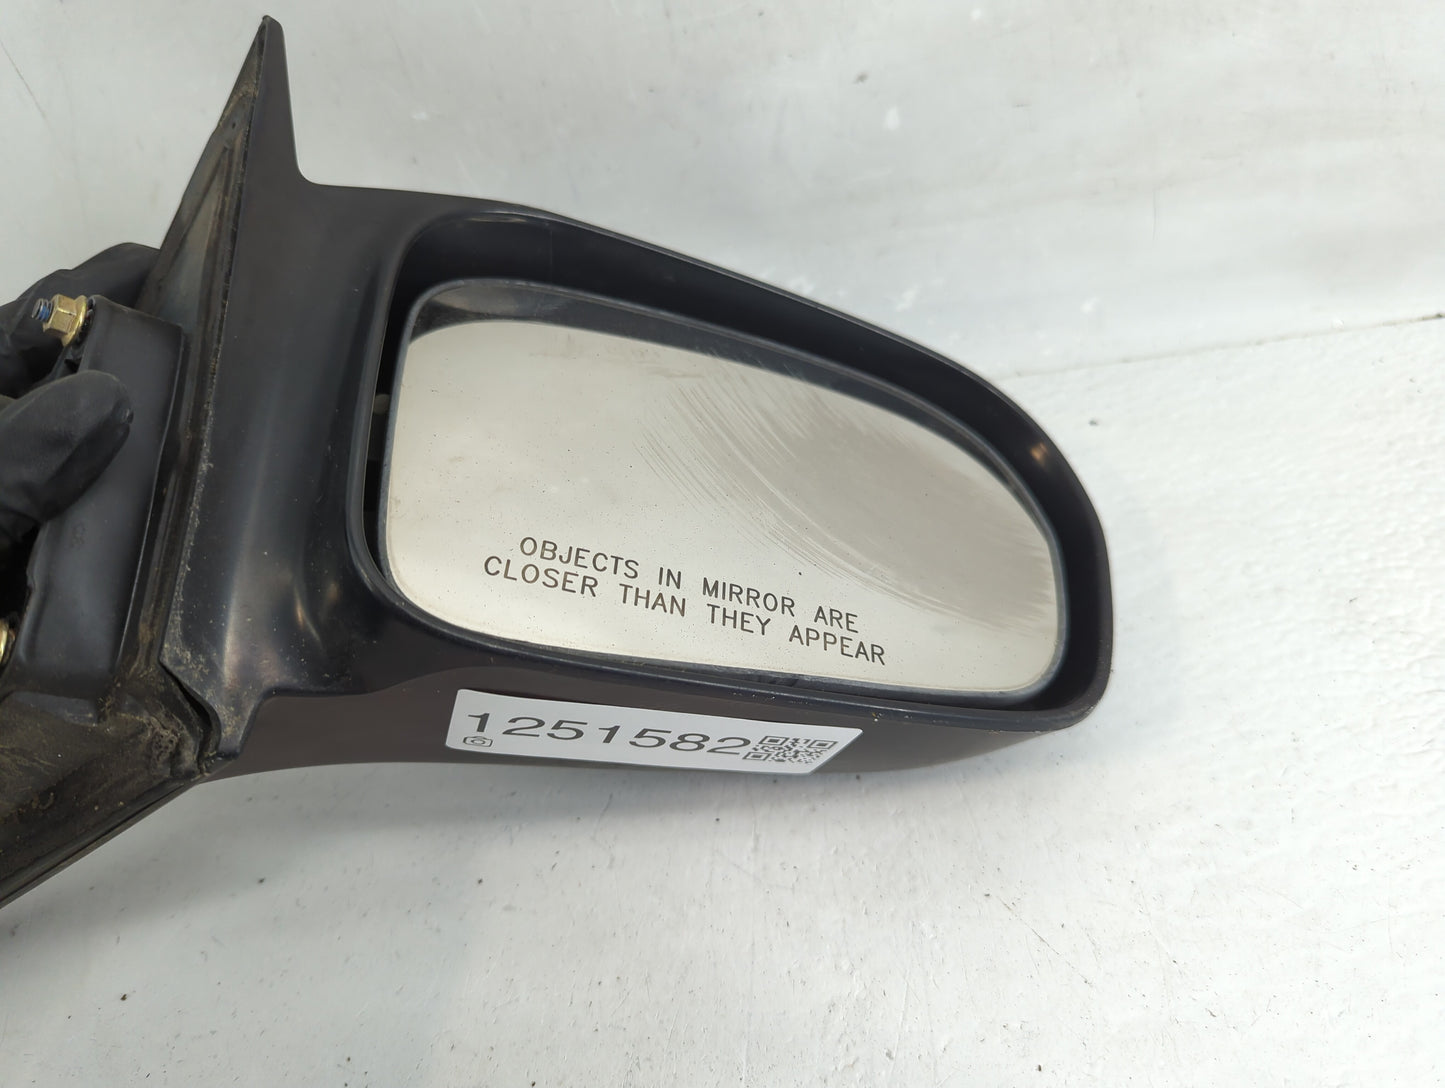 OBJECTS IN MIRROR ARE
CLOSER THAN THEY APPEAR
1251582